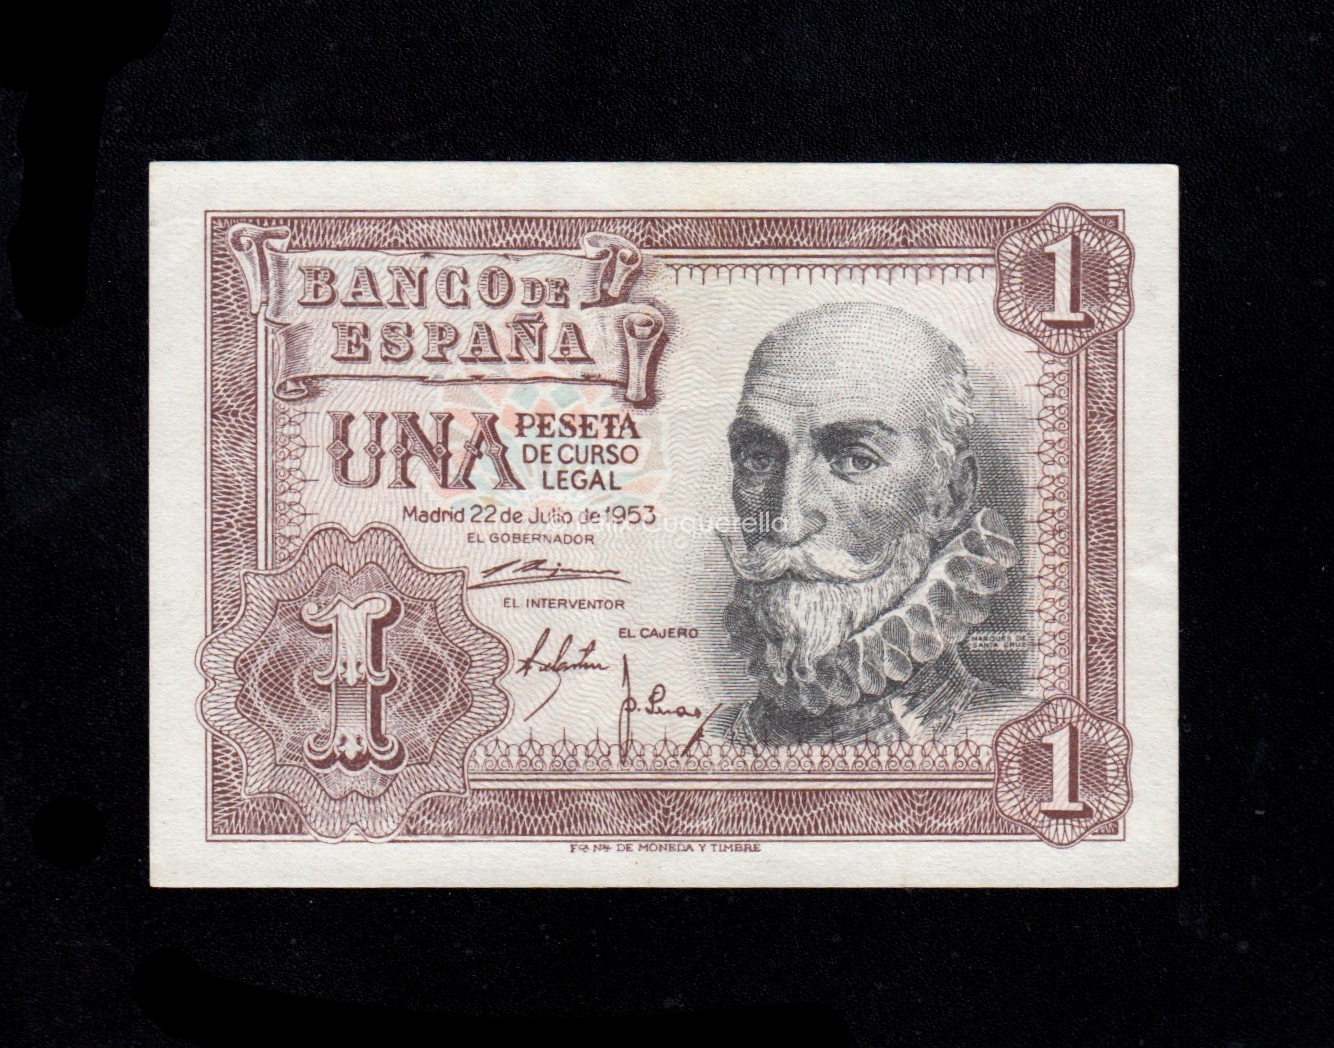 BANCO DE
ESPAÑA
1
UNA PESETA
DE CURSO
LEGAL
Madrid 22 de Julio de 1953
EL GOBERNADOR
EL INTERVENTOR
EL CAJERO
MARQUÉS DE
SANTA CRUZ
1
1
Fca Nal DE MONEDA Y TIMBRE